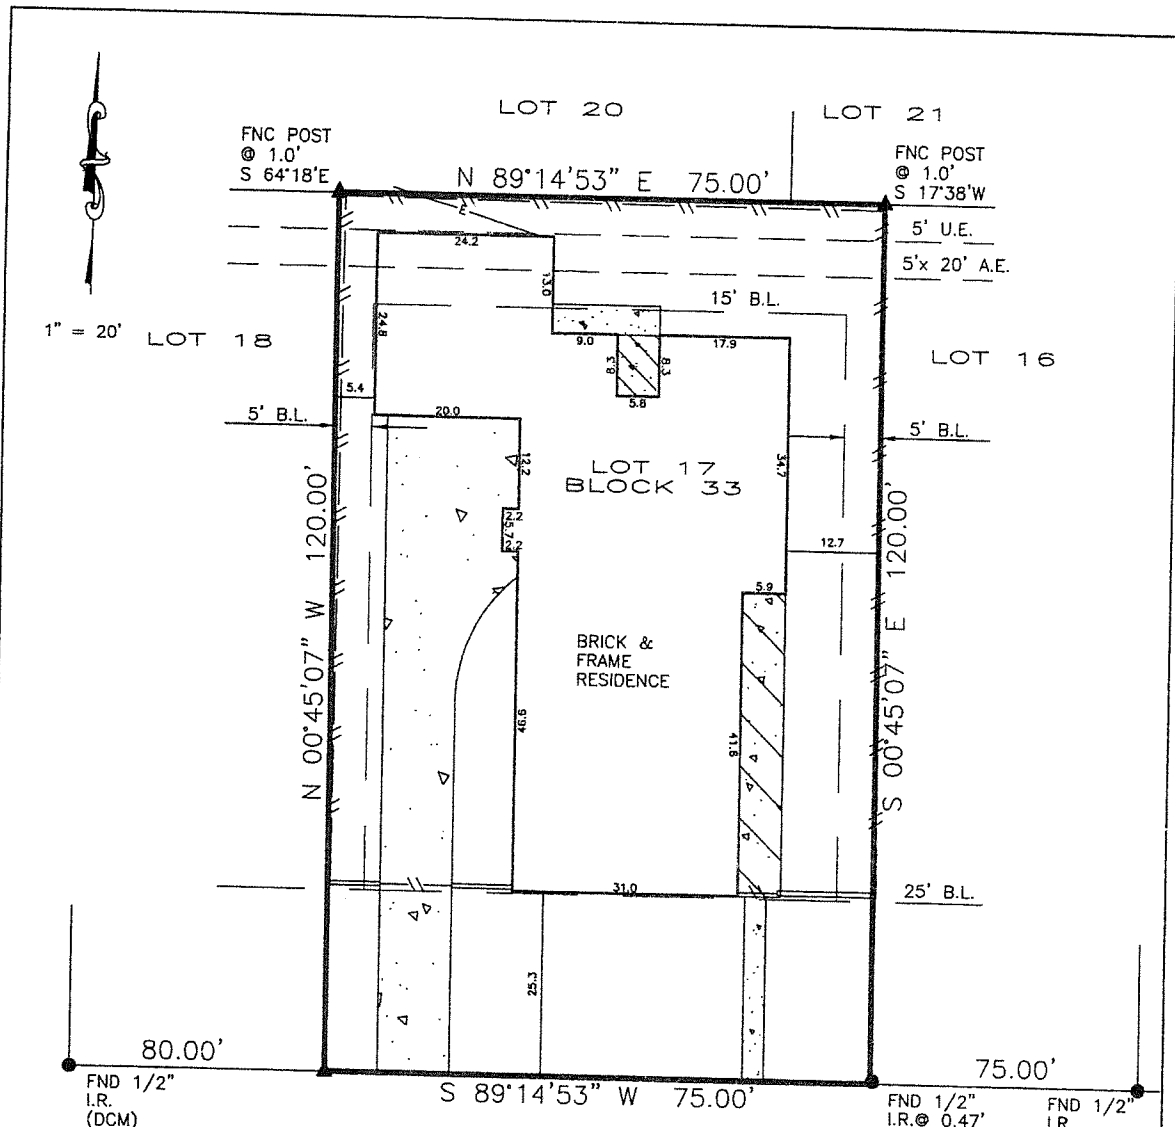 LOT 20
LOT 21
FNC POST
@ 1.0'
S 64°18'E
N 89°14'53" E 75.00'
FNC POST
@ 1.0'
S 17°38'W
E
5' U.E.
24.2
5'x 20' A.E.
13.0
15' B.L.
1" = 20'
LOT 18
24.8
9.0
17.9
LOT 16
8.3
8.3
5.4
5.8
5' B.L.
20.0
5' B.L.
12.2
LOT 17
BLOCK 33
34.7
2.2
5.7
2.2
12.7
N 00°45'07" W 120.00'
S 00°45'07" E 120.00'
5.9
BRICK &
FRAME
RESIDENCE
46.6
41.8
31.0
25' B.L.
25.3
80.00'
75.00'
FND 1/2"
I.R.
(DCM)
S 89°14'53" W 75.00'
FND 1/2"
I.R.@ 0.47'
FND 1/2"
I.R.